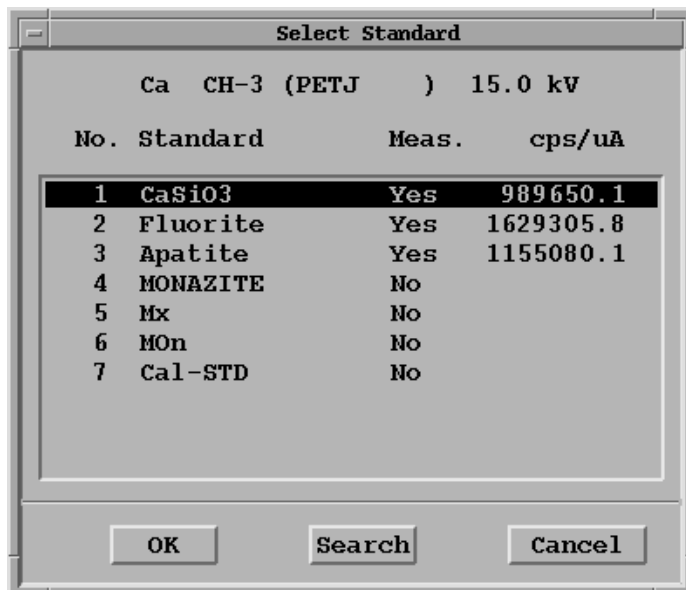 Select Standard
Ca CH-3 (PETJ ) 15.0 kV
No. Standard Meas. cps/uA
1 CaSiO3 Yes 989650.1
2 Fluorite Yes 1629305.8
3 Apatite Yes 1155080.1
4 MONAZITE No
5 Mx No
6 MOn No
7 Cal-STD No
OK Search Cancel